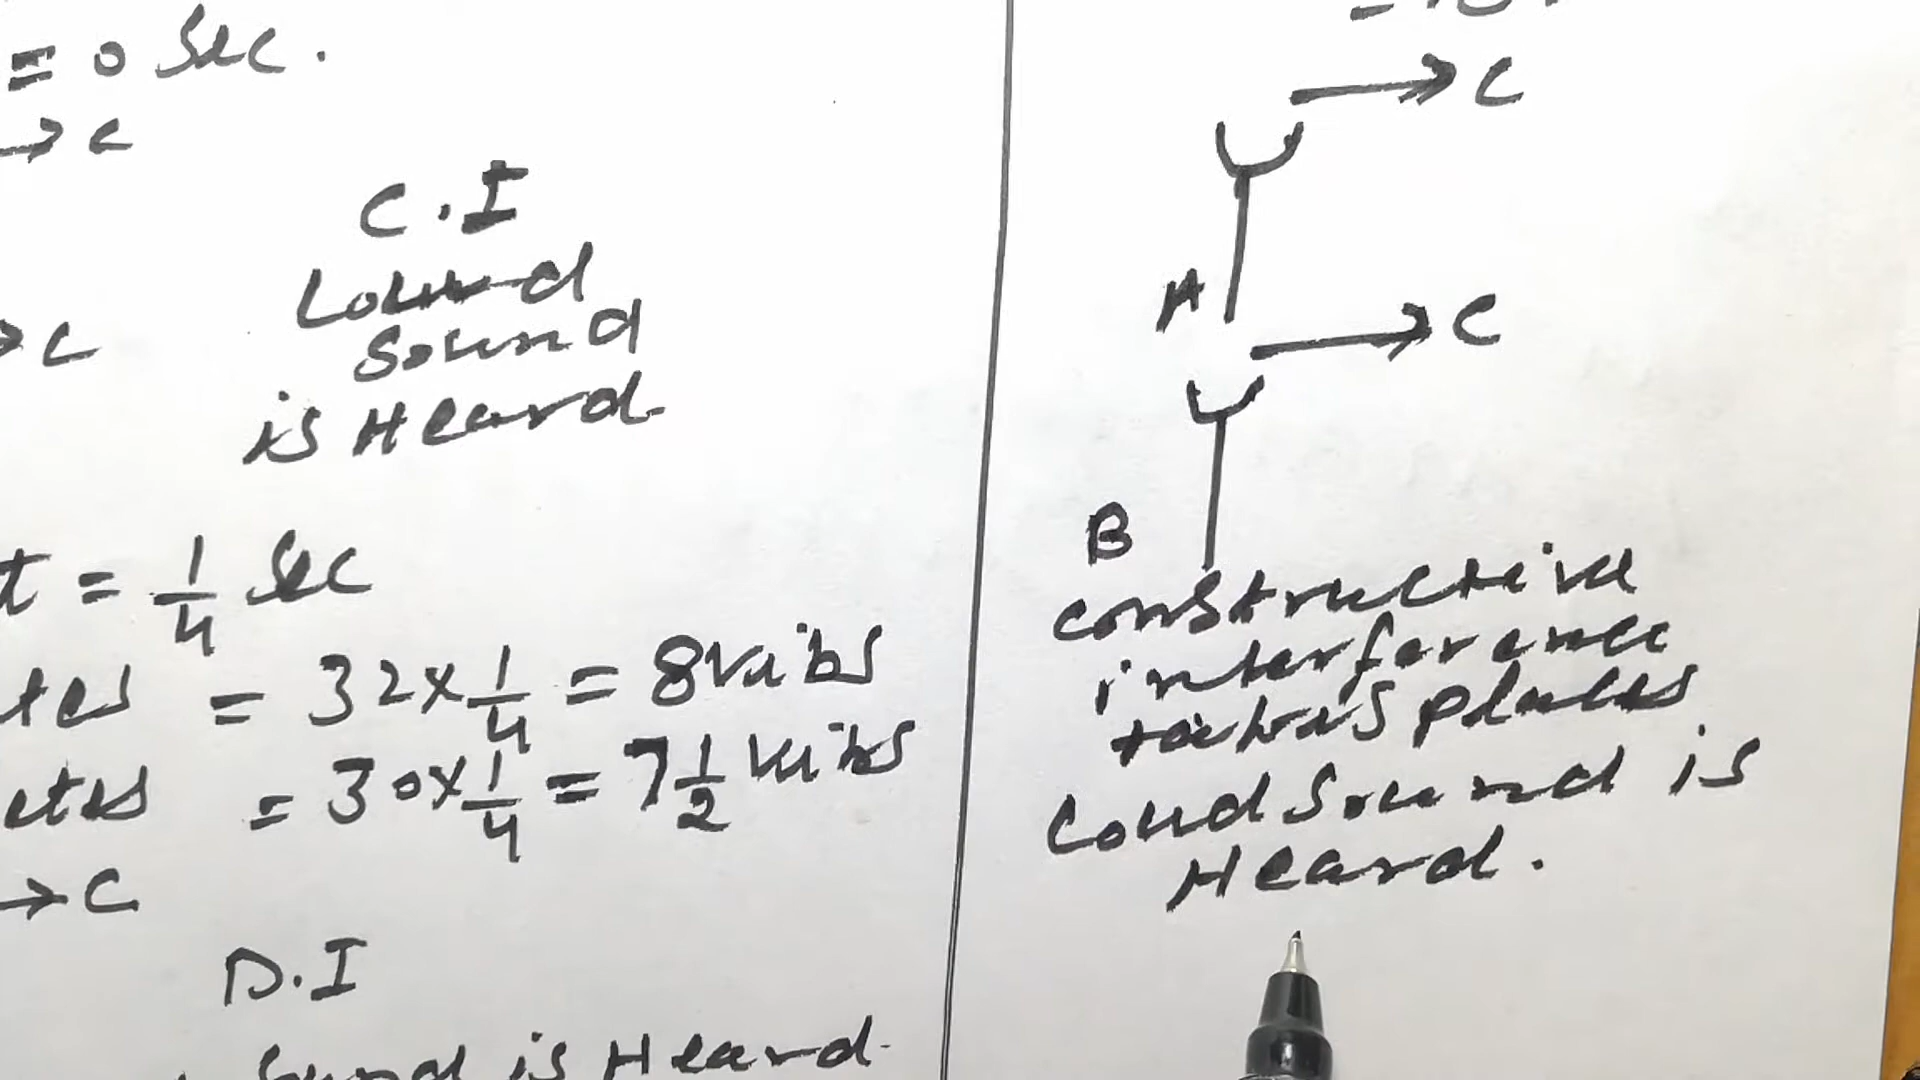 = 0 Sec.
→ C
C.I
Loud
Sound
is Heard.
→ C
t = 1/4 Sec
= 32 x 1/4 = 8 vibs
= 30 x 1/4 = 7 1/2 vibs
→ C
D.I
Sound is Heard.
→ C
A
→ C
B
constructive
interference
takes place
Loud Sound is
Heard.